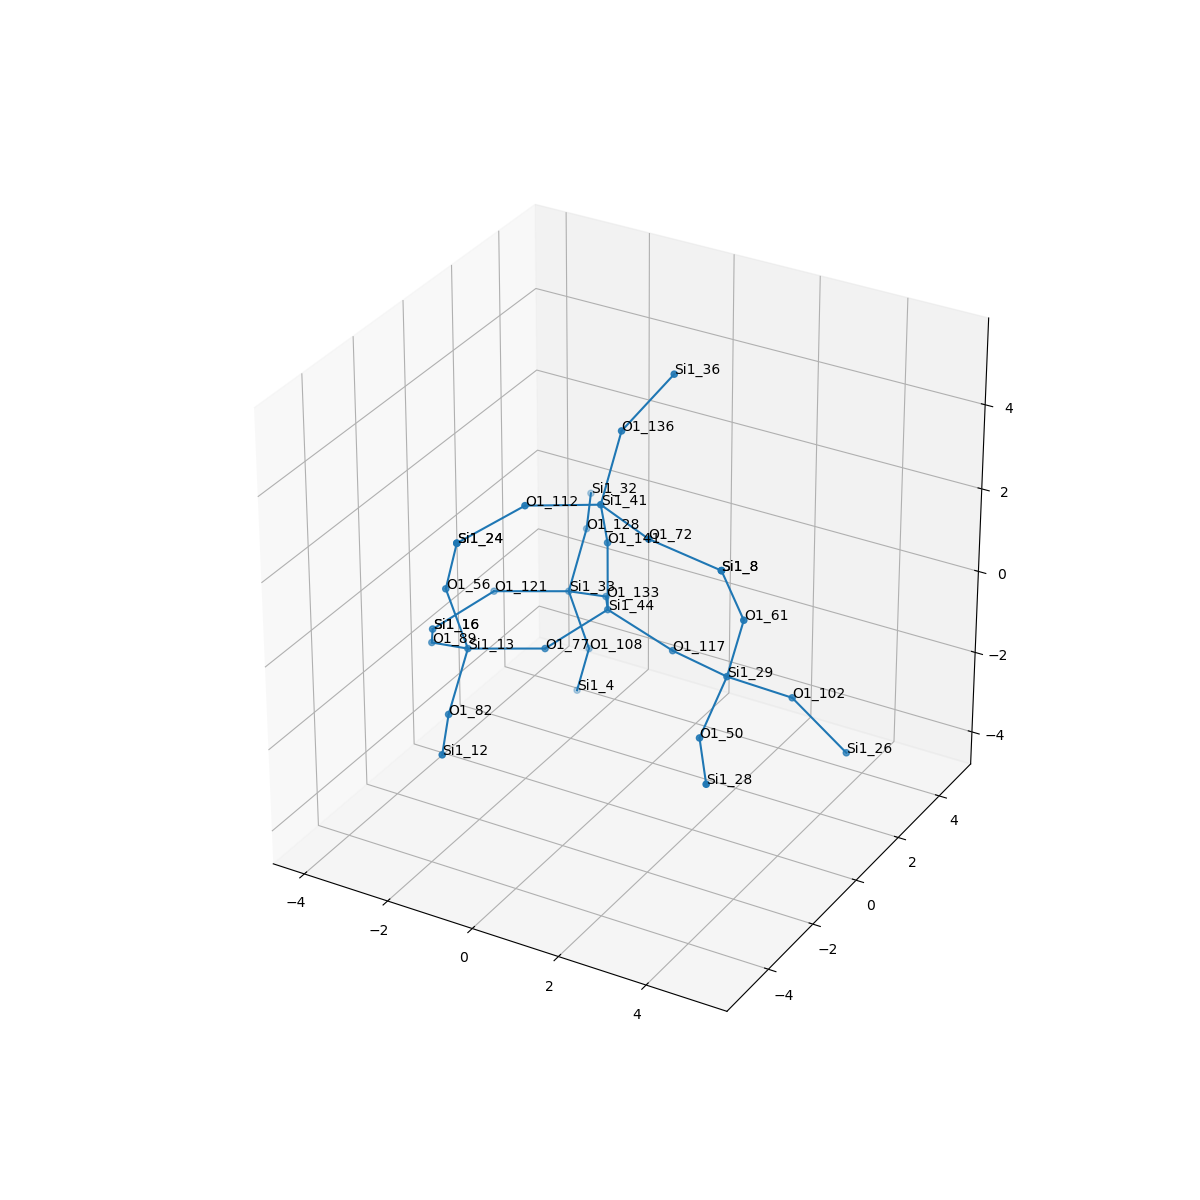 Si1_36
4
O1_136
Si1_32
2
O1_112
Si1_41
O1_128
O1_72
Si1_24
O1_141
Si1_8
0
O1_56
O1_121
Si1_33
O1_133
Si1_44
O1_61
Si1_16
O1_89
Si1_13
O1_77
O1_108
O1_117
−2
Si1_29
Si1_4
O1_102
O1_82
O1_50
−4
Si1_12
Si1_26
Si1_28
4
2
−4
0
−2
−2
0
−4
2
4